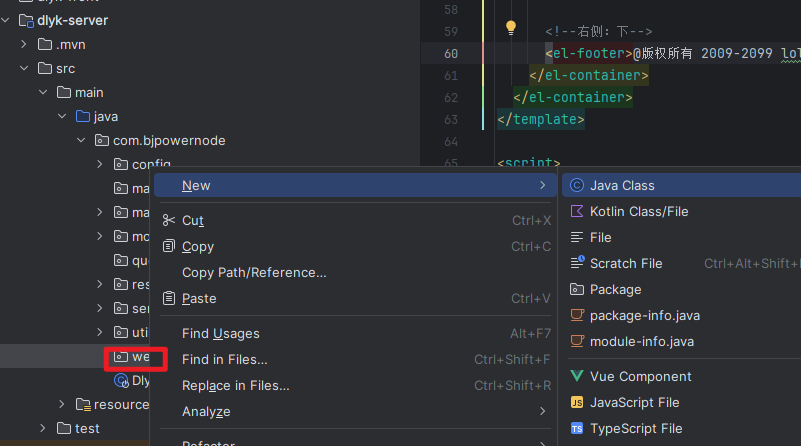 dlyk-server
.mvn
src
main
java
com.bjpowernode
config
ma
ma
mo
que
res
ser
uti
we
Dly
resource
test
58
59 <!--右侧：下-->
60 <el-footer>@版权所有 2009-2099 lol
61 </el-container>
62 </el-container>
63 </template>
64
65 <script>
New
Cut Ctrl+X
Copy Ctrl+C
Copy Path/Reference...
Paste Ctrl+V
Find Usages Alt+F7
Find in Files... Ctrl+Shift+F
Replace in Files... Ctrl+Shift+R
Analyze
Refactor
Java Class
Kotlin Class/File
File
Scratch File Ctrl+Alt+Shift+
Package
package-info.java
module-info.java
Vue Component
JS JavaScript File
TS TypeScript File